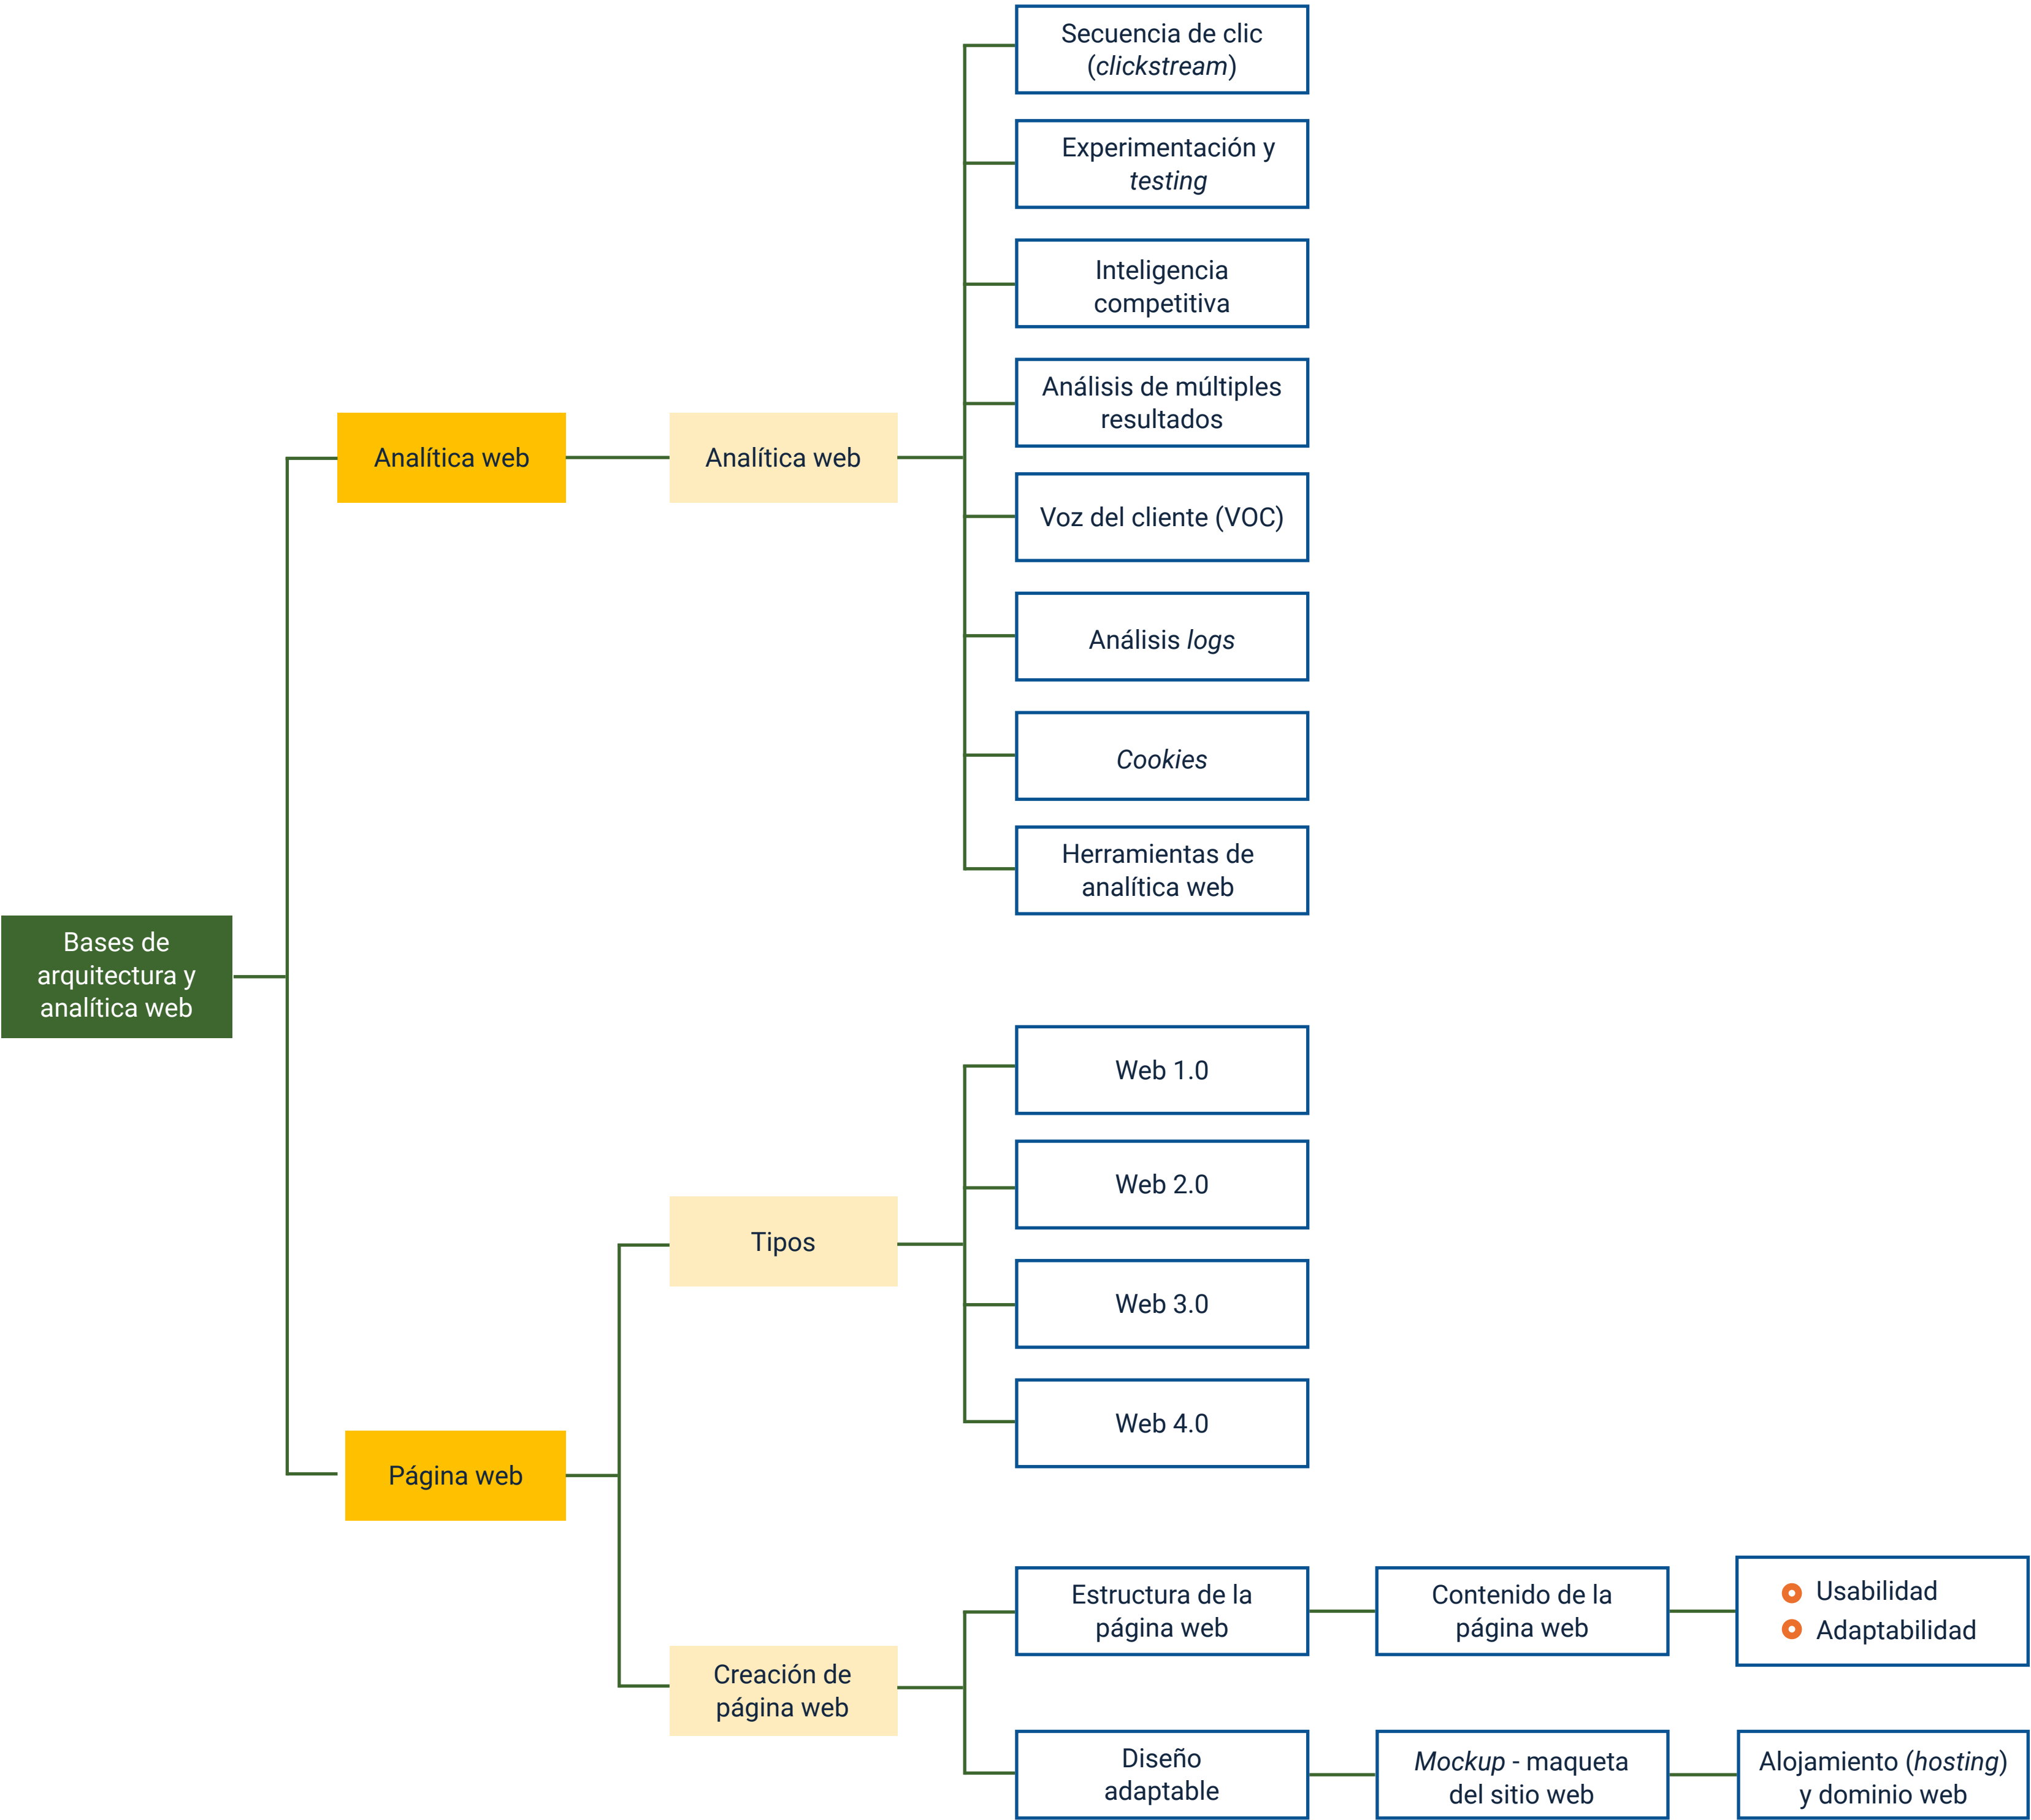 Secuencia de clic
(clickstream)
Experimentación y
testing
Inteligencia
competitiva
Análisis de múltiples
resultados
Analítica web
Analítica web
Voz del cliente (VOC)
Análisis logs
Cookies
Herramientas de
analítica web
Bases de
arquitectura y
analítica web
Web 1.0
Web 2.0
Tipos
Web 3.0
Web 4.0
Página web
Estructura de la
página web
Contenido de la
página web
Usabilidad
Adaptabilidad
Creación de
página web
Diseño
adaptable
Mockup - maqueta
del sitio web
Alojamiento (hosting)
y dominio web